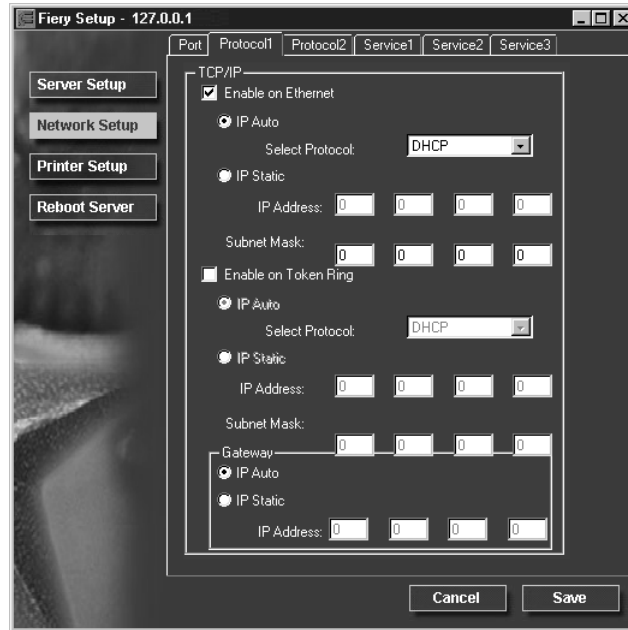 Fiery Setup - 127.0.0.1
Port Protocol1 Protocol2 Service1 Service2 Service3
Server Setup
Network Setup
Printer Setup
Reboot Server
TCP/IP
Enable on Ethernet
IP Auto
Select Protocol: DHCP
IP Static
IP Address: 0 0 0 0
Subnet Mask: 0 0 0 0
Enable on Token Ring
IP Auto
Select Protocol: DHCP
IP Static
IP Address: 0 0 0 0
Subnet Mask: 0 0 0 0
Gateway
IP Auto
IP Static
IP Address: 0 0 0 0
Cancel Save